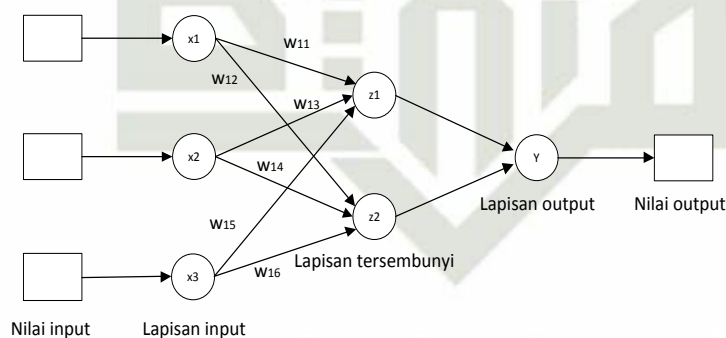 x1
W11
W12
z1
W13
x2
Y
W14
Lapisan output
Nilai output
z2
W15
Lapisan tersembunyi
W16
x3
Nilai input
Lapisan input